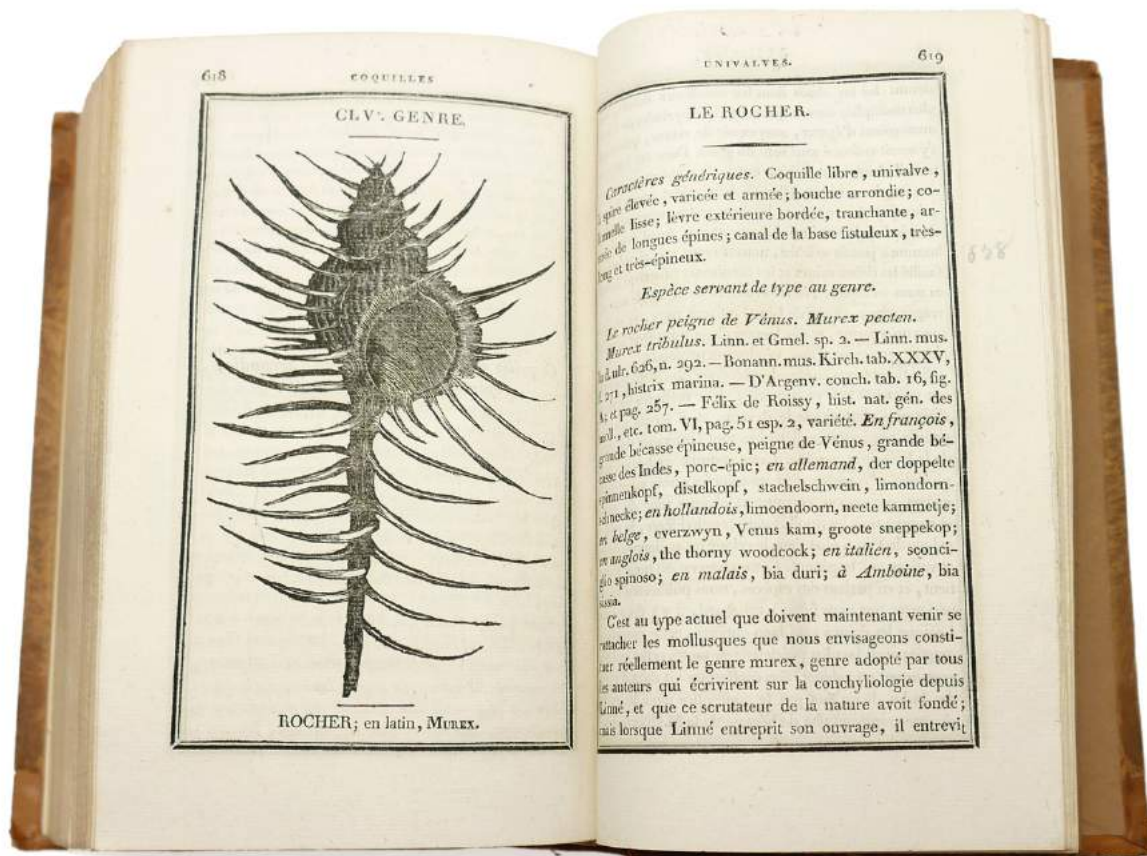 618
COQUILLES
CLVe. GENRE.
ROCHER; en latin, MUREX.
UNIVALVES.
619
LE ROCHER.
Caractères génériques. Coquille libre, univalve,
spire élevée, varicée et armée; bouche arrondie; co-
lisse; lèvre extérieure bordée, tranchante, ar-
de longues épines; canal de la base fistuleux, très-
et très-épineux.
Espèce servant de type au genre.
Le rocher peigne de Vénus. Murex pecten.
Murex tribulus. Linn. et Gmel. sp. 2. — Linn. mus.
ulr. 626, n. 292. — Bonann. mus. Kirch. tab. XXXV,
271, histrix marina. — D'Argenv. conch. tab. 16, fig.
A; et pag. 257. — Félix de Roissy, hist. nat. gén. des
moll., etc. tom. VI, pag. 51 esp. 2, variété. En françois,
grande bécasse épineuse, peigne de Vénus, grande bé-
casse des Indes, porc-épic; en allemand, der doppelte
spinnenkopf, distelkopf, stachelschwein, limondorn-
schnecke; en hollandois, limoendoorn, neete kammetje;
en belge, everzwyn, Venus kam, groote sneppekop;
en anglois, the thorny woodcock; en italien, sconci-
glio spinoso; en malais, bia duri; à Amboine, bia
C'est au type actuel que doivent maintenant venir se
rattacher les mollusques que nous envisageons consti-
tuer réellement le genre murex, genre adopté par tous
les auteurs qui écrivirent sur la conchyliologie depuis
Linné, et que ce scrutateur de la nature avoit fondé;
mais lorsque Linné entreprit son ouvrage, il entrevit